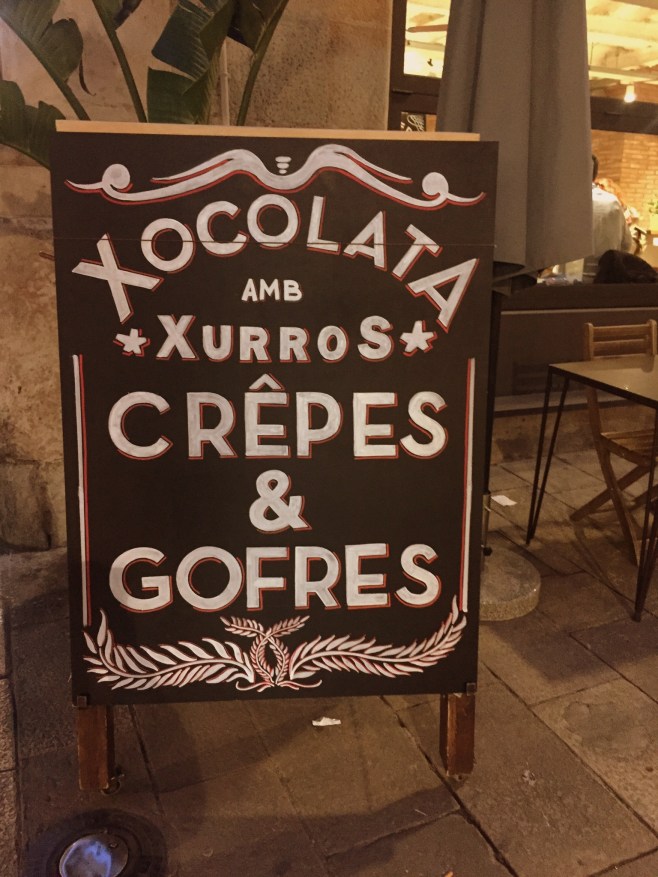 XOCOLATA
AMB
*XURROS*
CRÊPES
&
GOFRES